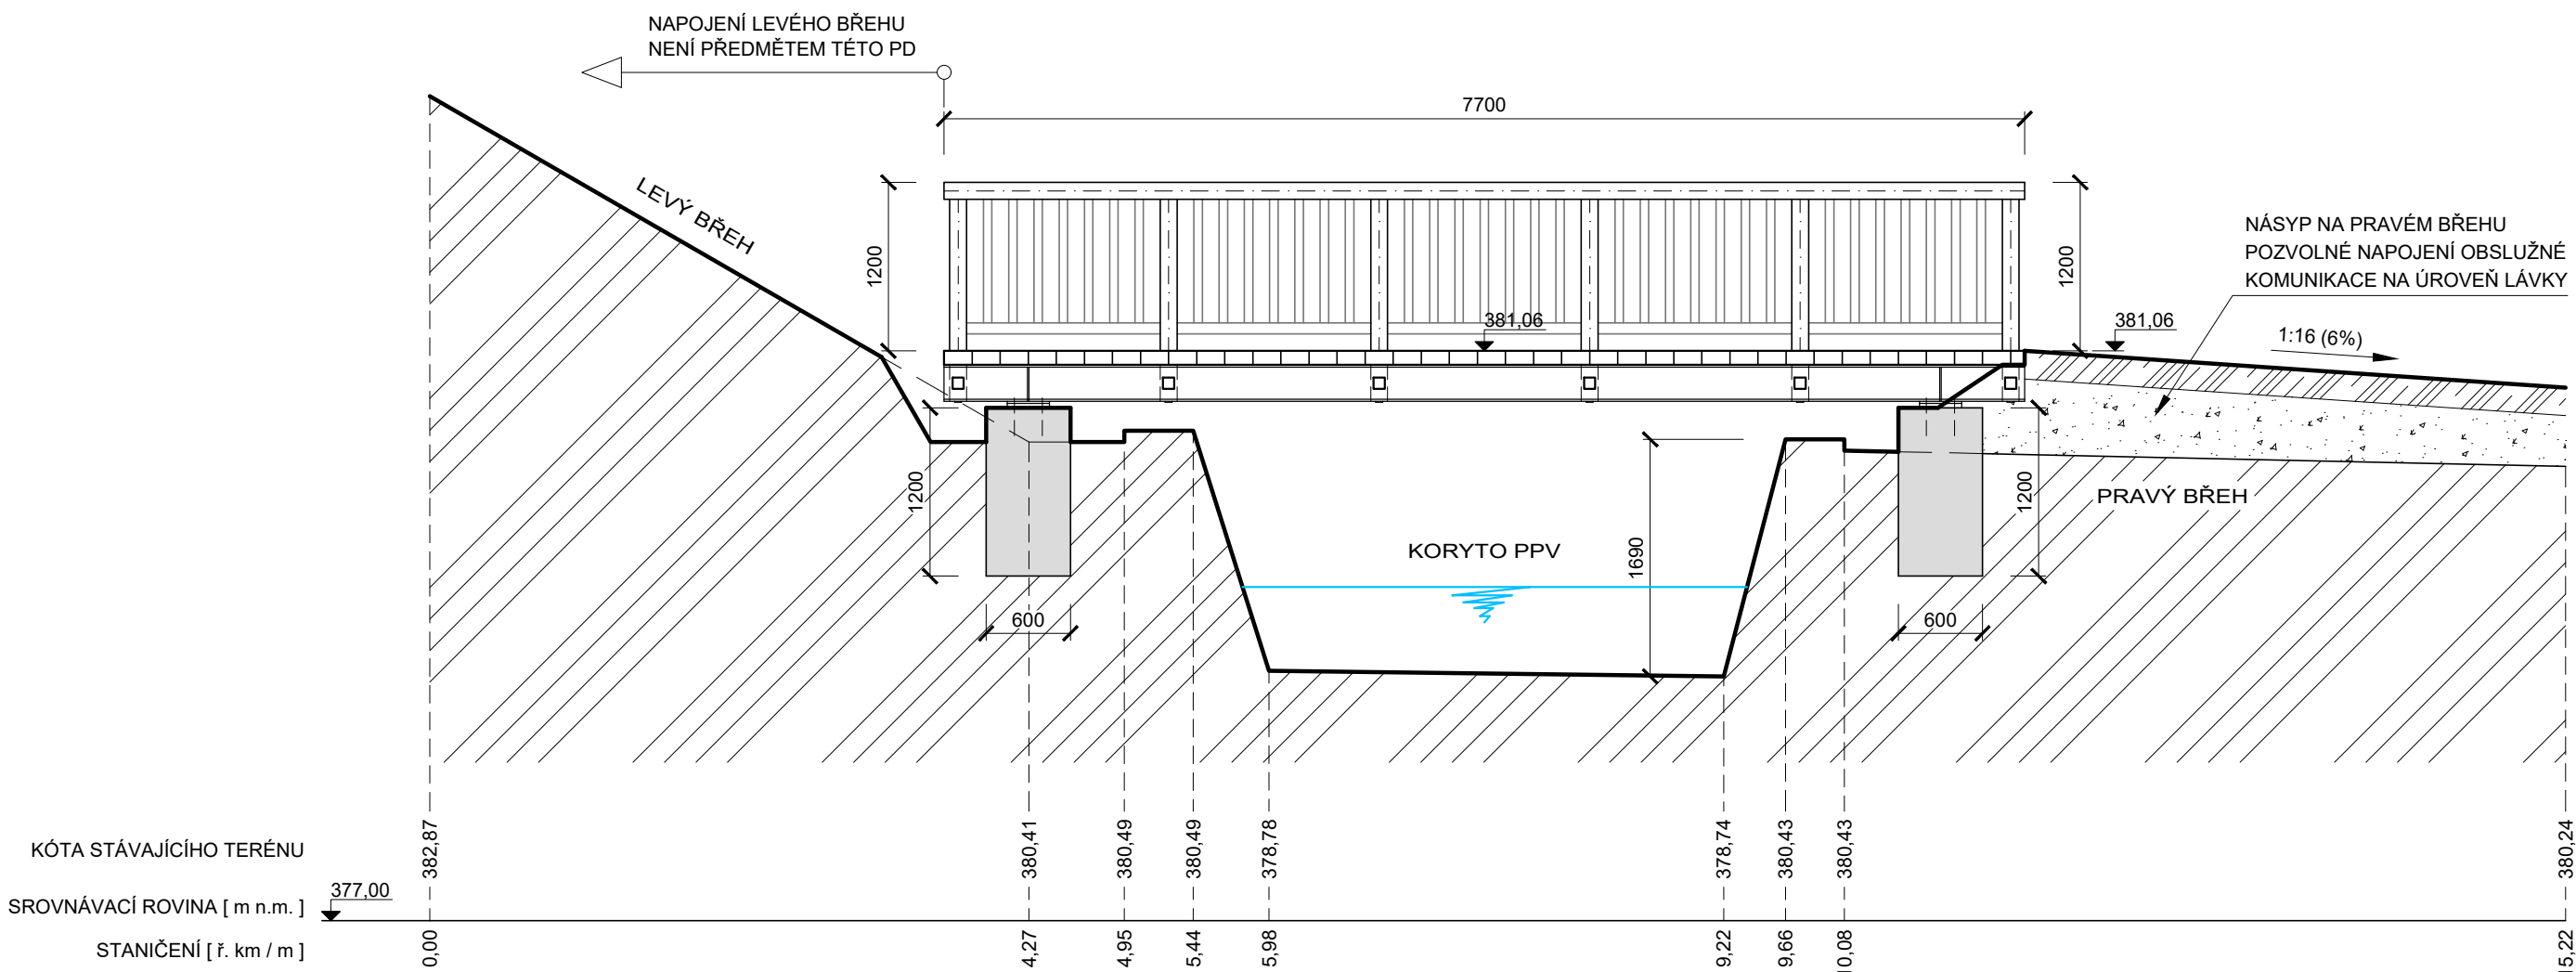 NAPOJENÍ LEVÉHO BŘEHU
NENÍ PŘEDMĚTEM TÉTO PD
7700
LEVÝ BŘEH
1200
1200
NÁSYP NA PRAVÉM BŘEHU
POZVOLNÉ NAPOJENÍ OBSLUŽNÉ
KOMUNIKACE NA ÚROVEŇ LÁVKY
381,06
381,06
1:16 (6%)
1200
1200
PRAVÝ BŘEH
KORYTO PPV
1690
600
600
KÓTA STÁVAJÍCÍHO TERÉNU
382,87
380,41
380,49
380,49
378,78
378,74
380,43
380,43
380,24
377,00
SROVNÁVACÍ ROVINA [ m n.m. ]
STANIČENÍ [ ř. km / m ]
0,00
4,27
4,95
5,44
5,98
9,22
9,66
10,08
15,22